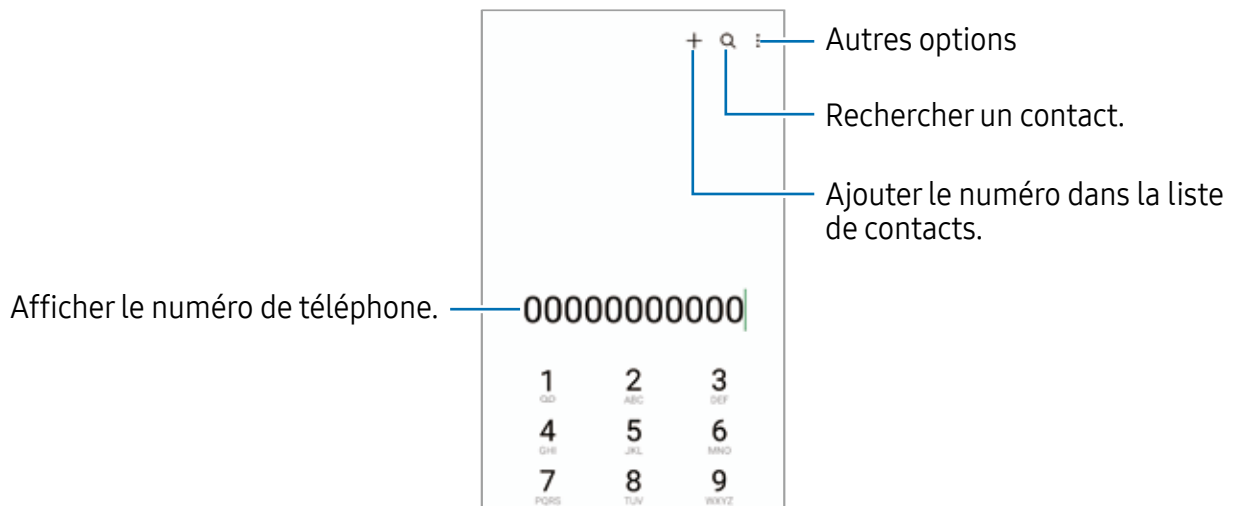 Autres options
Rechercher un contact.
Ajouter le numéro dans la liste
de contacts.
Afficher le numéro de téléphone.
00000000000
1 2 3
ABC DEF
4 5 6
GHI JKL MNO
7 8 9
PQRS TUV WXYZ